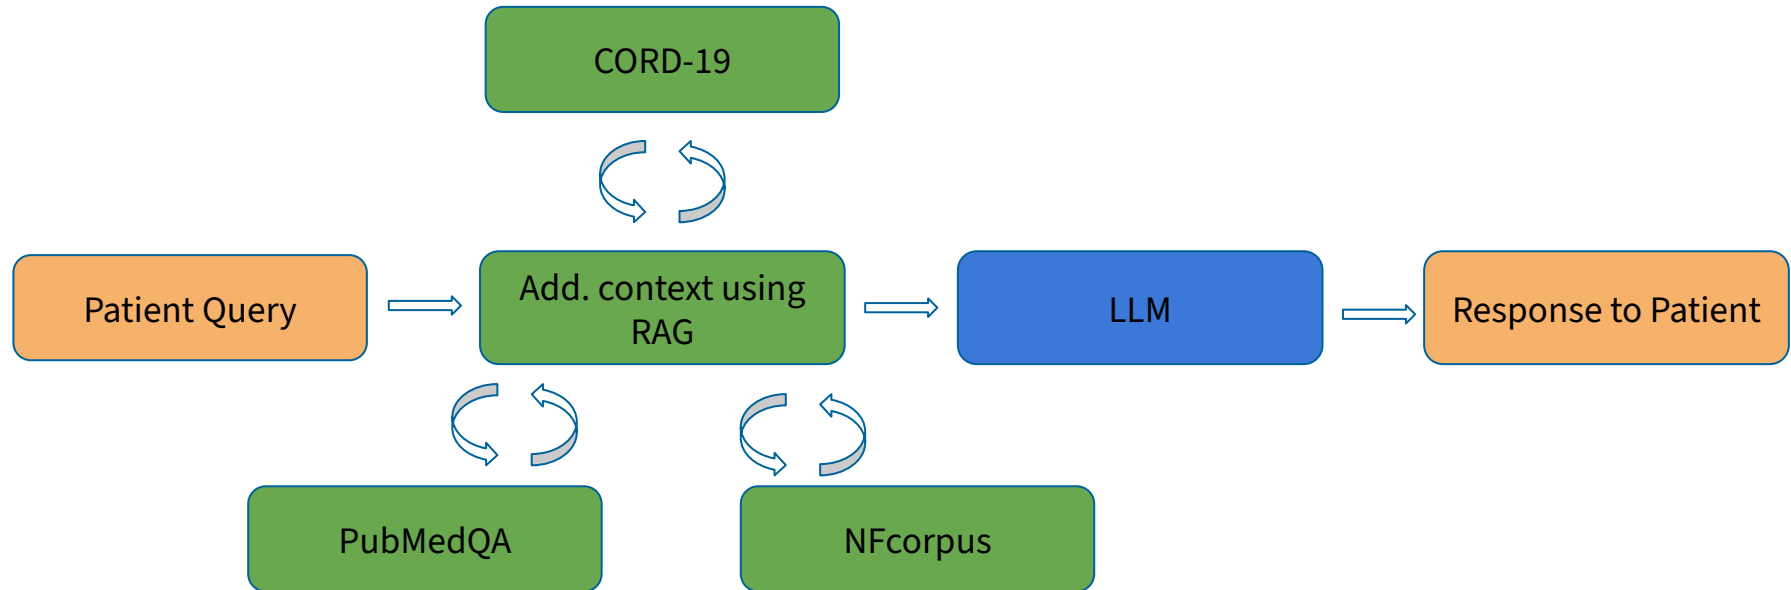 CORD-19
Patient Query
Add. context using
RAG
LLM
Response to Patient
PubMedQA
NFcorpus